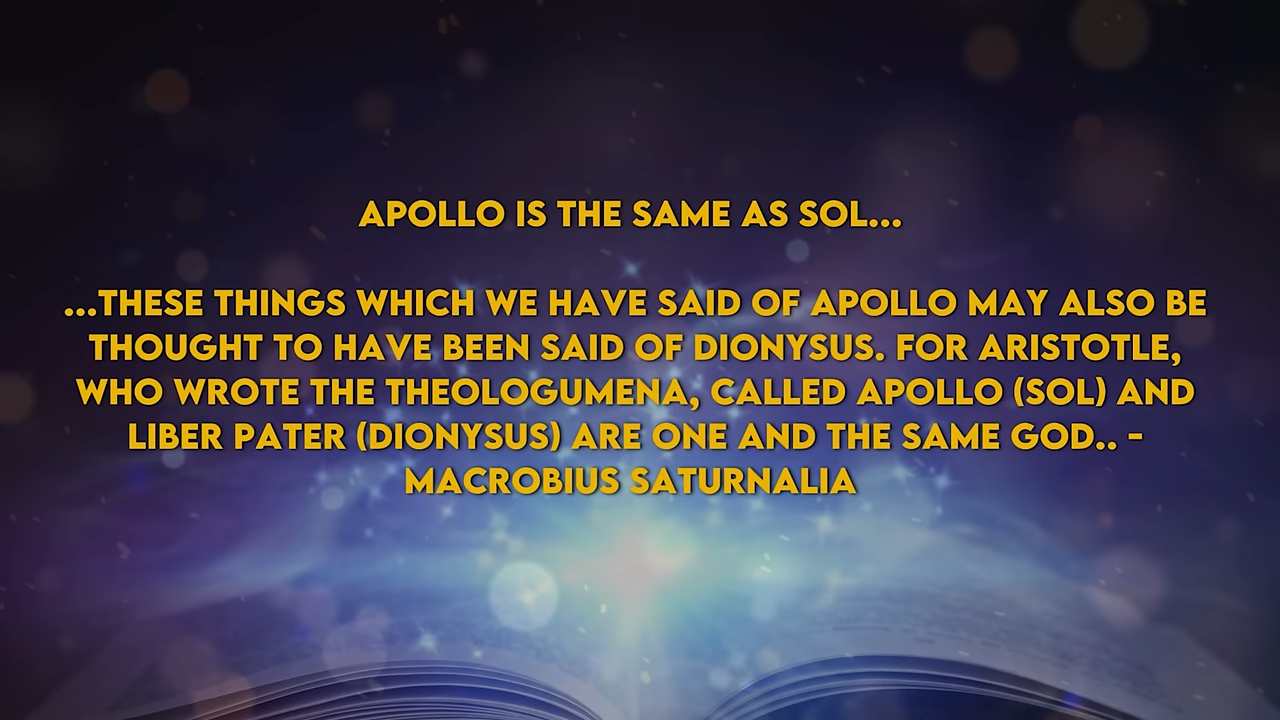 APOLLO IS THE SAME AS SOL...
...THESE THINGS WHICH WE HAVE SAID OF APOLLO MAY ALSO BE
THOUGHT TO HAVE BEEN SAID OF DIONYSUS. FOR ARISTOTLE,
WHO WROTE THE THEOLOGUMENA, CALLED APOLLO (SOL) AND
LIBER PATER (DIONYSUS) ARE ONE AND THE SAME GOD.. -
MACROBIUS SATURNALIA